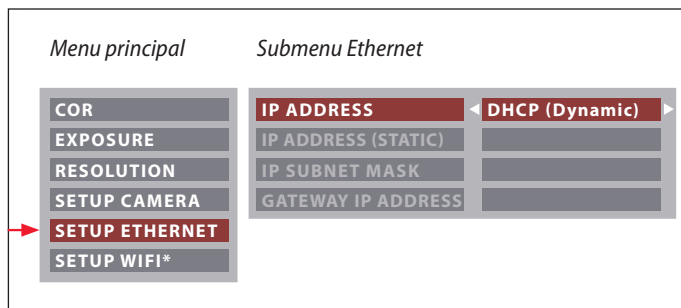 Menu principal
Submenu Ethernet
COR
EXPOSURE
RESOLUTION
SETUP CAMERA
SETUP ETHERNET
SETUP WIFI*
IP ADDRESS DHCP (Dynamic)
IP ADDRESS (STATIC)
IP SUBNET MASK
GATEWAY IP ADDRESS